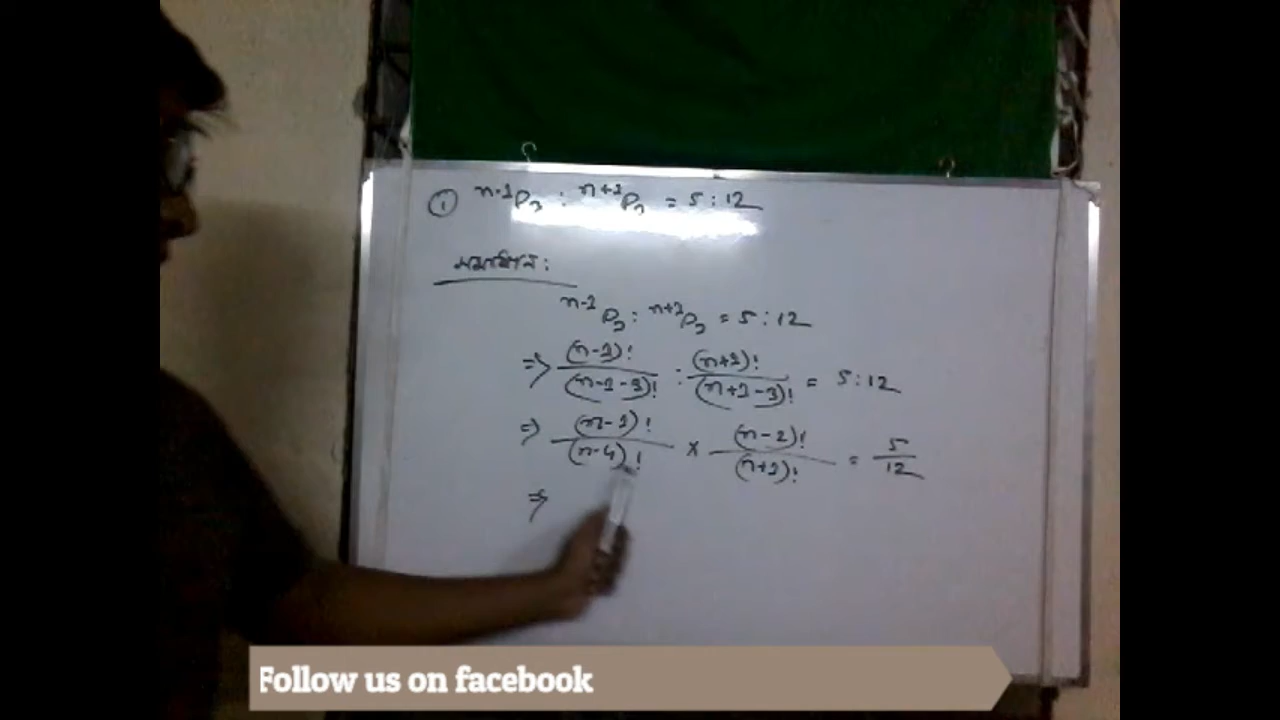 ① ⁿ⁻¹P₃ : ⁿ⁺¹P₃ = 5 : 12
সমাধান :
ⁿ⁻¹P₃ : ⁿ⁺¹P₃ = 5 : 12
=> (n-1)! / (n-1-3)! : (n+1)! / (n+1-3)! = 5 : 12
=> (n-1)! / (n-4)! × (n-2)! / (n+1)! = 5 / 12
=>
Follow us on facebook